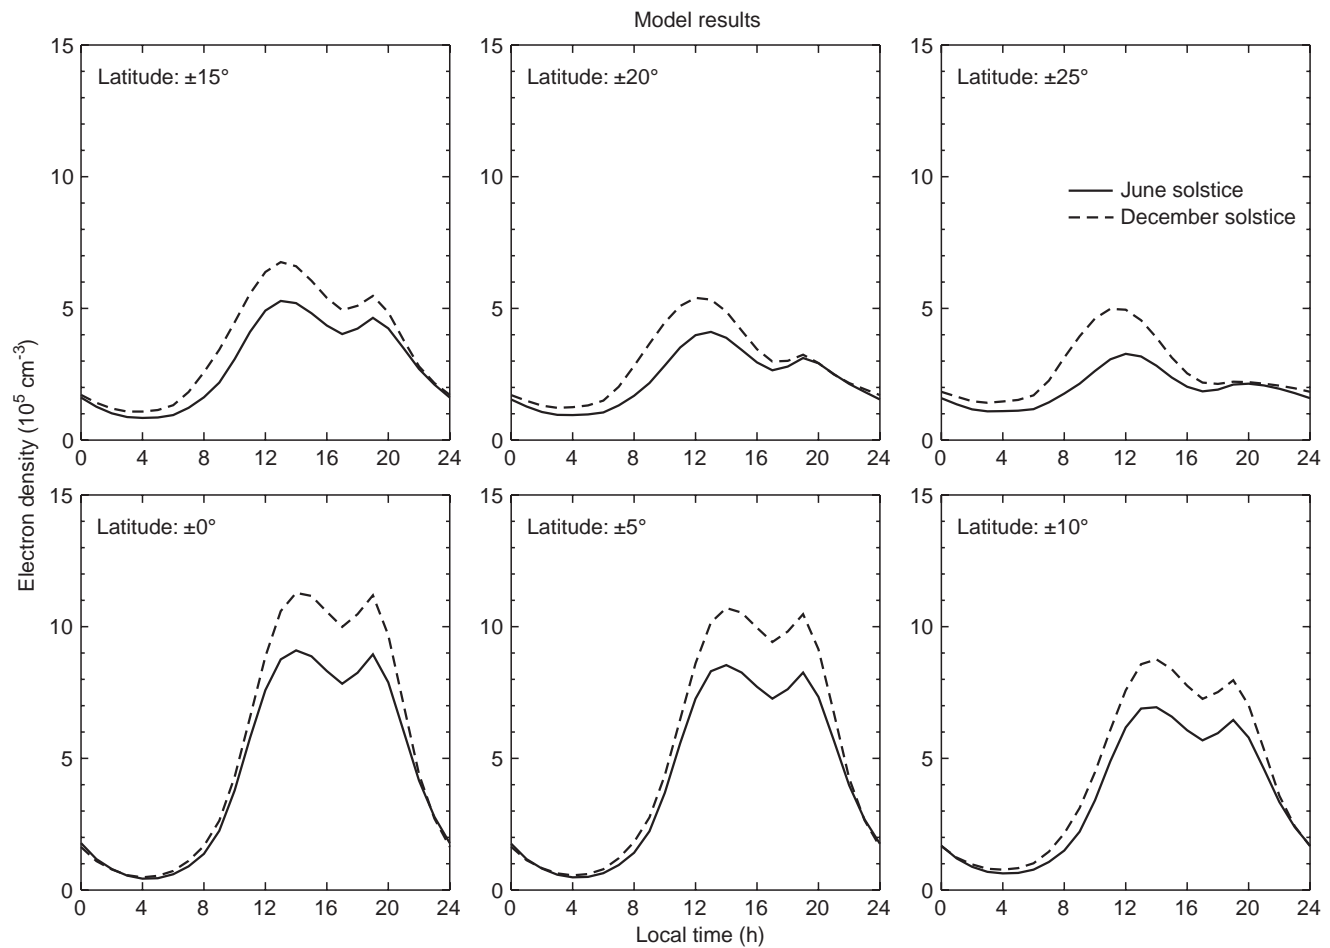 Model results
15
10
5
0
Latitude: ±15°
0 4 8 12 16 20 24
15
10
5
0
Latitude: ±20°
0 4 8 12 16 20 24
15
10
5
0
Latitude: ±25°
June solstice
December solstice
0 4 8 12 16 20 24
Electron density (10⁵ cm⁻³)
15
10
5
0
Latitude: ±0°
0 4 8 12 16 20 24
15
10
5
0
Latitude: ±5°
0 4 8 12 16 20 24
15
10
5
0
Latitude: ±10°
0 4 8 12 16 20 24
Local time (h)